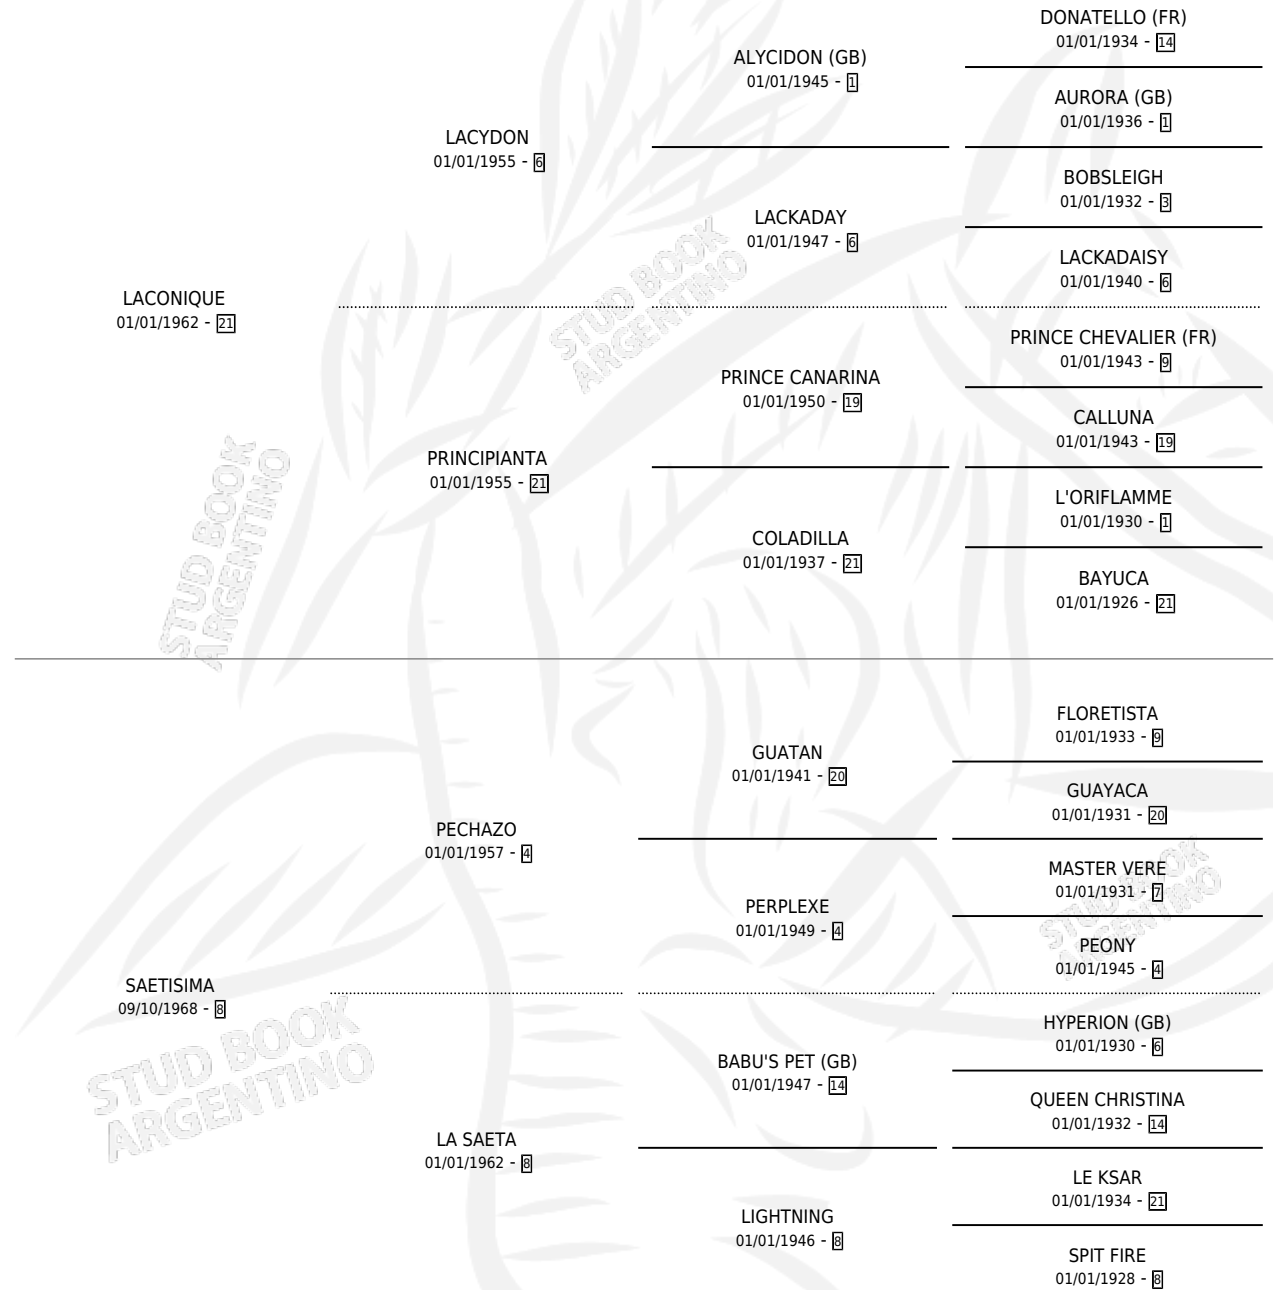 DONATELLO (FR)
01/01/1934 - 14
ALYCIDON (GB)
01/01/1945 - 1
AURORA (GB)
01/01/1936 - 1
LACYDON
01/01/1955 - 6
BOBSLEIGH
01/01/1932 - 3
LACKADAY
01/01/1947 - 6
LACKADAISY
01/01/1940 - 6
LACONIQUE
01/01/1962 - 21
PRINCE CHEVALIER (FR)
01/01/1943 - 9
PRINCE CANARINA
01/01/1950 - 19
CALLUNA
01/01/1943 - 19
PRINCIPIANTA
01/01/1955 - 21
L'ORIFLAMME
01/01/1930 - 1
COLADILLA
01/01/1937 - 21
BAYUCA
01/01/1926 - 21
STUD BOOK
ARGENTINO
STUD BOOK
ARGENTINO
FLORETISTA
01/01/1933 - 9
GUATAN
01/01/1941 - 20
GUAYACA
01/01/1931 - 20
PECHAZO
01/01/1957 - 4
MASTER VERE
01/01/1931 - 7
PERPLEXE
01/01/1949 - 4
PEONY
01/01/1945 - 4
SAETISIMA
09/10/1968 - 8
HYPERION (GB)
01/01/1930 - 6
BABU'S PET (GB)
01/01/1947 - 14
QUEEN CHRISTINA
01/01/1932 - 14
LA SAETA
01/01/1962 - 8
LE KSAR
01/01/1934 - 21
LIGHTNING
01/01/1946 - 8
SPIT FIRE
01/01/1928 - 8
STUD BOOK
ARGENTINO
STUD BOOK
ARGENTINO